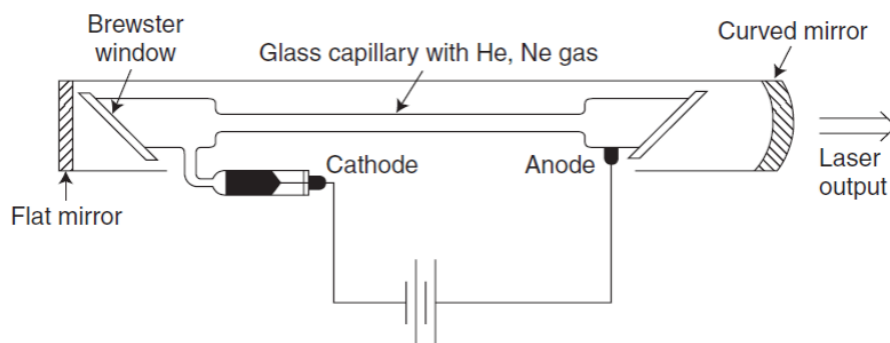 Brewster
window
Glass capillary with He, Ne gas
Curved mirror
Cathode
Anode
Laser
output
Flat mirror